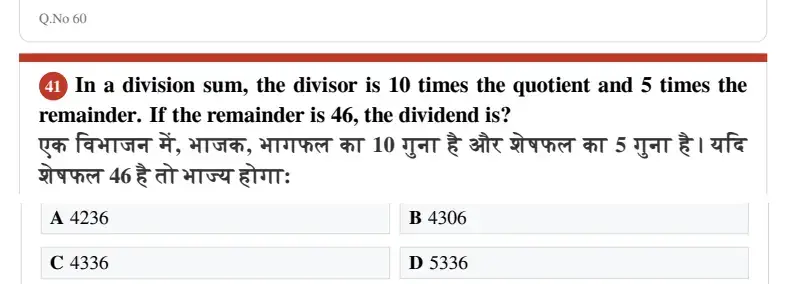 Q.No 60
41 In a division sum, the divisor is 10 times the quotient and 5 times the
remainder. If the remainder is 46, the dividend is?
एक विभाजन में, भाजक, भागफल का 10 गुना है और शेषफल का 5 गुना है। यदि
शेषफल 46 है तो भाज्य होगा:
A 4236
B 4306
C 4336
D 5336